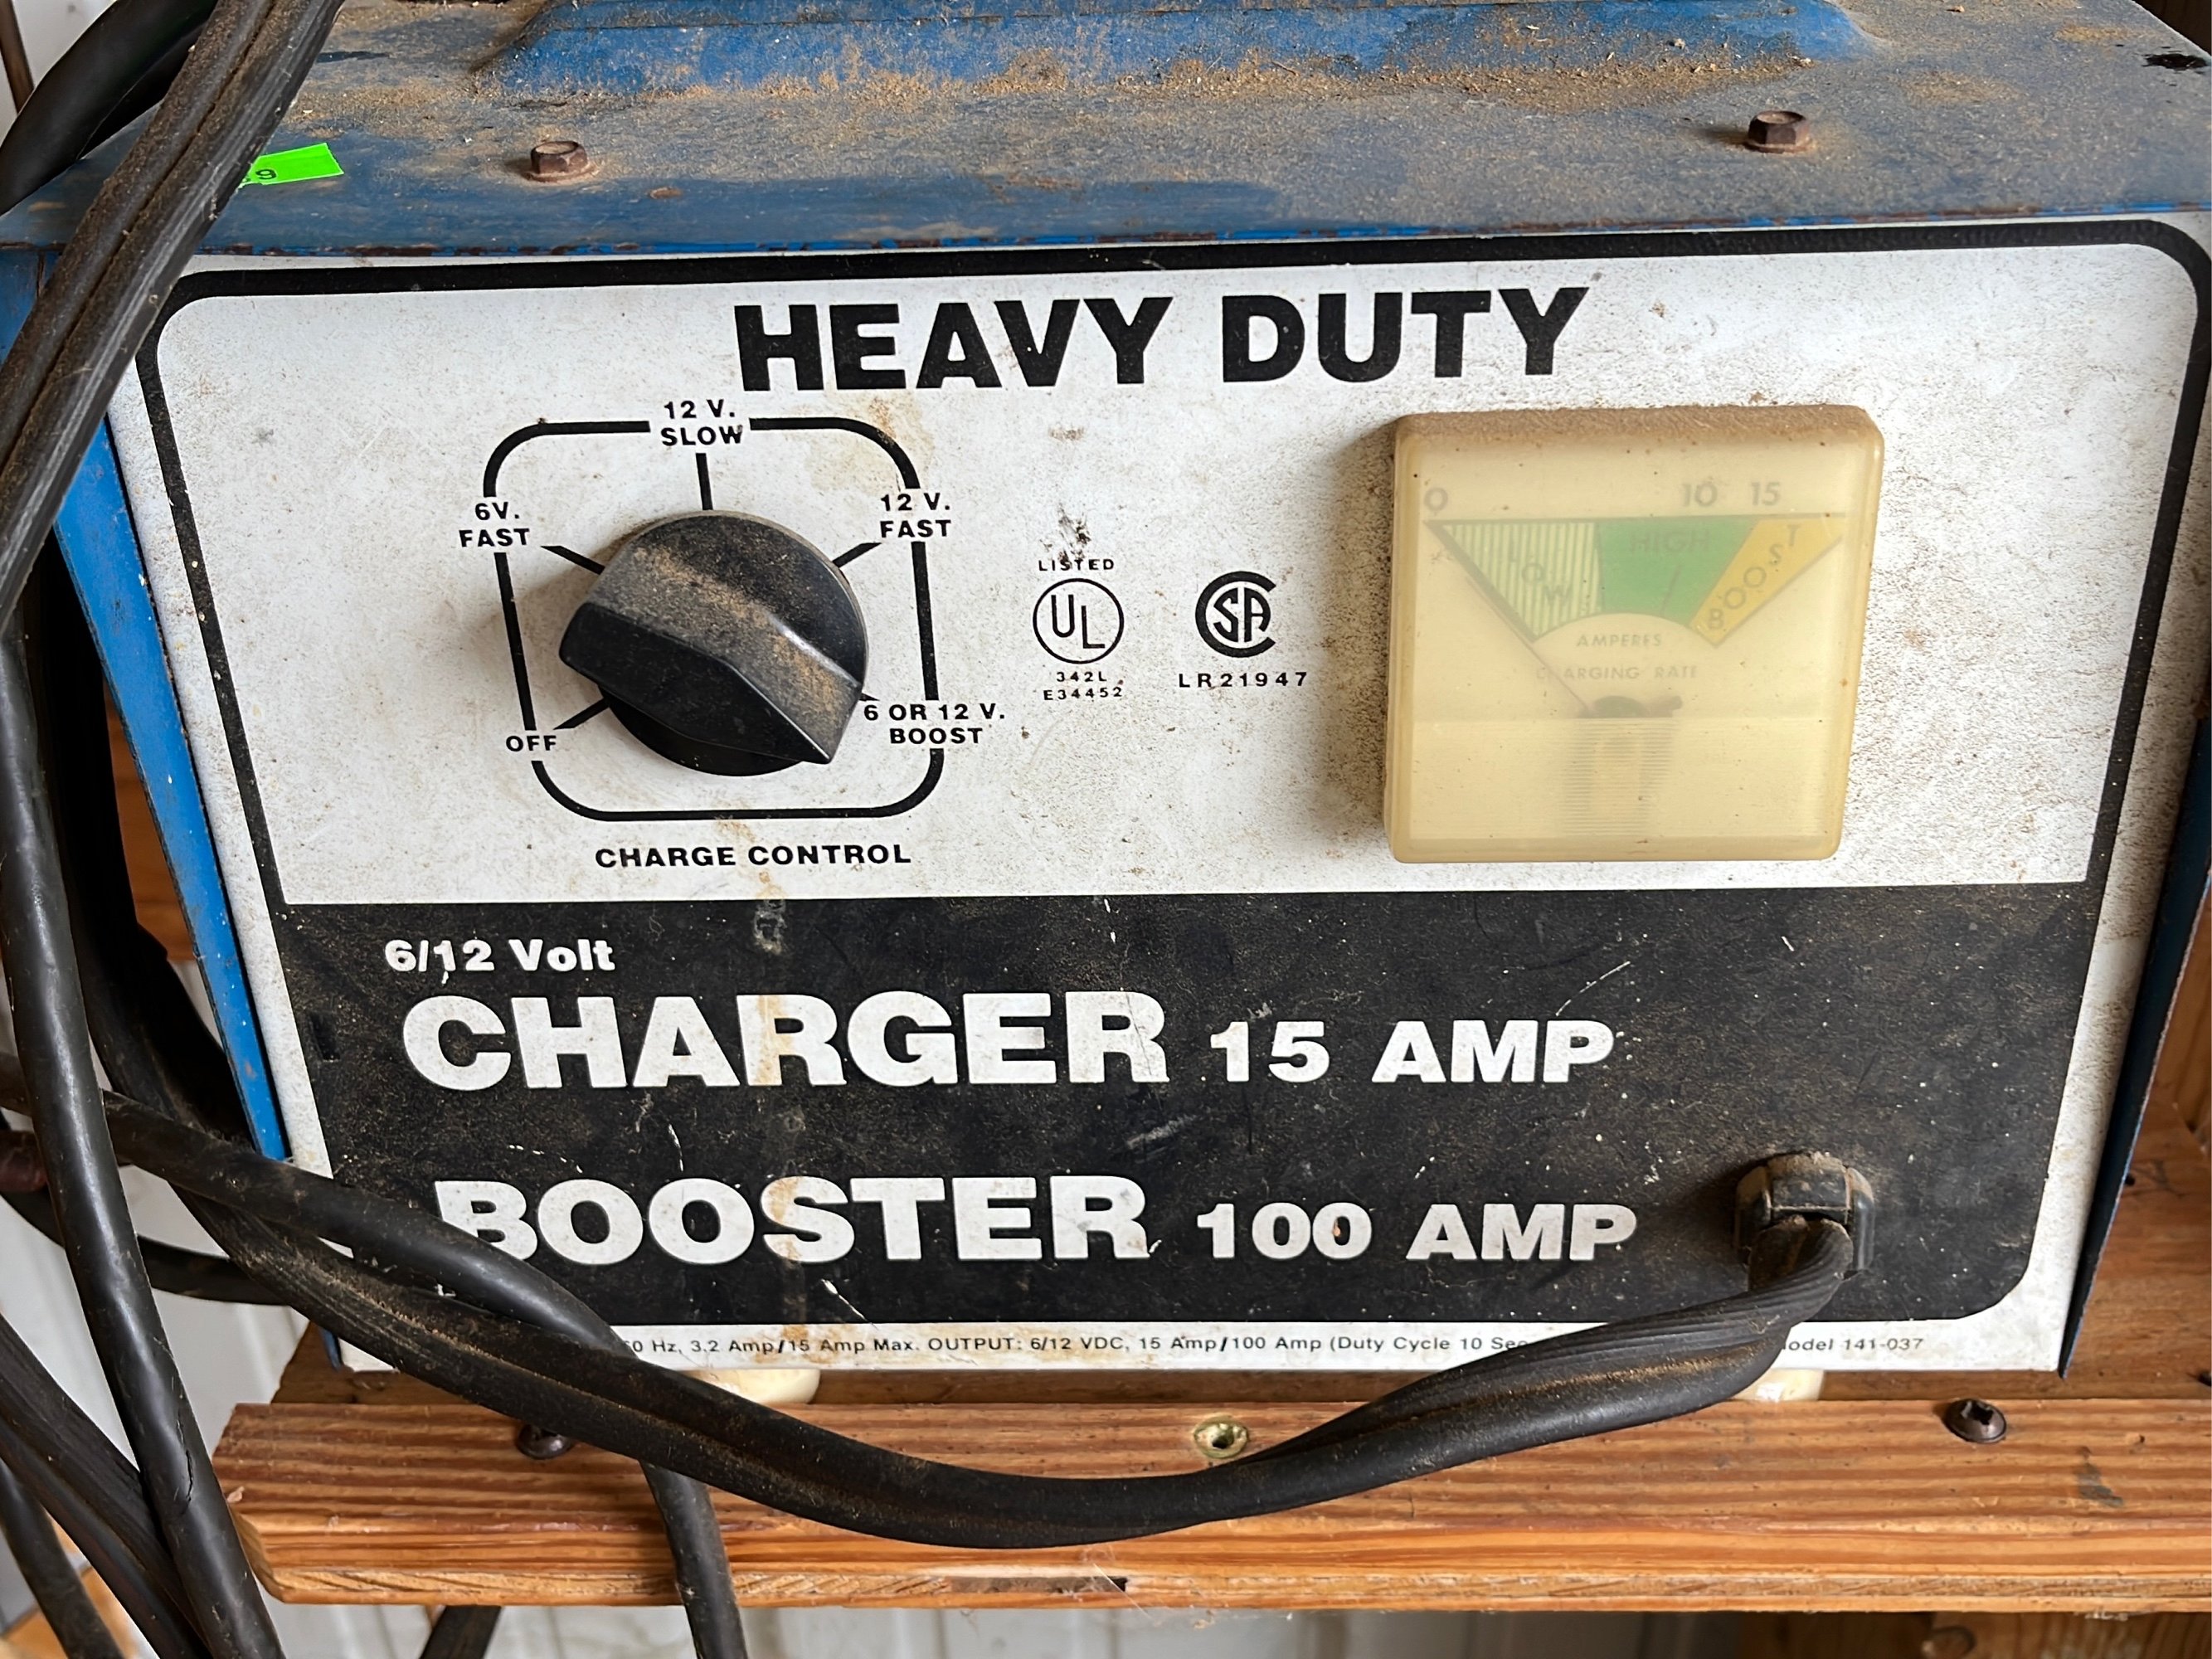 9
HEAVY DUTY
12 V.
SLOW
6V.
FAST
12 V.
FAST
OFF
6 OR 12 V.
BOOST
CHARGE CONTROL
LISTED
UL
342L
E34452
SA
LR21947
0 10 15
LOW HIGH BOOST
AMPERES
CHARGING RATE
6/12 Volt
CHARGER 15 AMP
BOOSTER 100 AMP
60 Hz, 3.2 Amp/15 Amp Max. OUTPUT: 6/12 VDC, 15 Amp/100 Amp (Duty Cycle 10 Sec Model 141-037